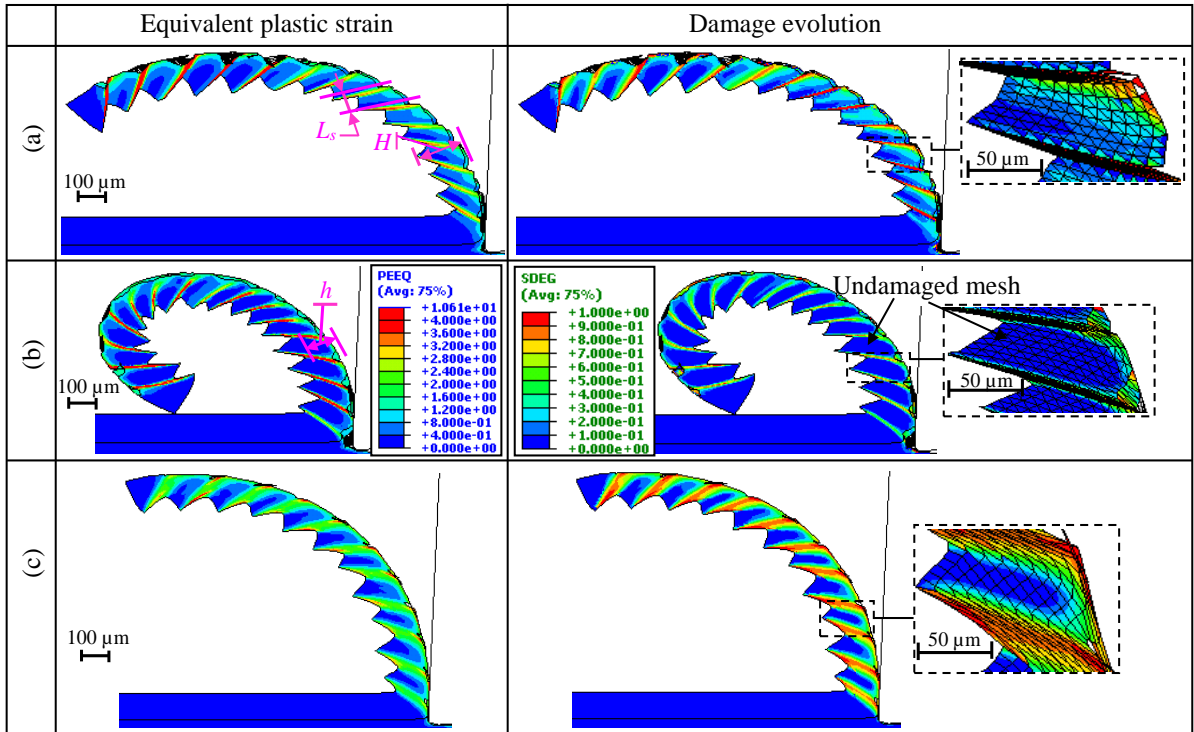 Equivalent plastic strain
Damage evolution
(a)
L_s
H
100 µm
50 µm
(b)
h
100 µm
PEEQ
(Avg: 75%)
+1.061e+01
+4.000e+00
+3.600e+00
+3.200e+00
+2.800e+00
+2.400e+00
+2.000e+00
+1.600e+00
+1.200e+00
+8.000e-01
+4.000e-01
+0.000e+00
SDEG
(Avg: 75%)
+1.000e+00
+9.000e-01
+8.000e-01
+7.000e-01
+6.000e-01
+5.000e-01
+4.000e-01
+3.000e-01
+2.000e-01
+1.000e-01
+0.000e+00
Undamaged mesh
50 µm
(c)
100 µm
50 µm